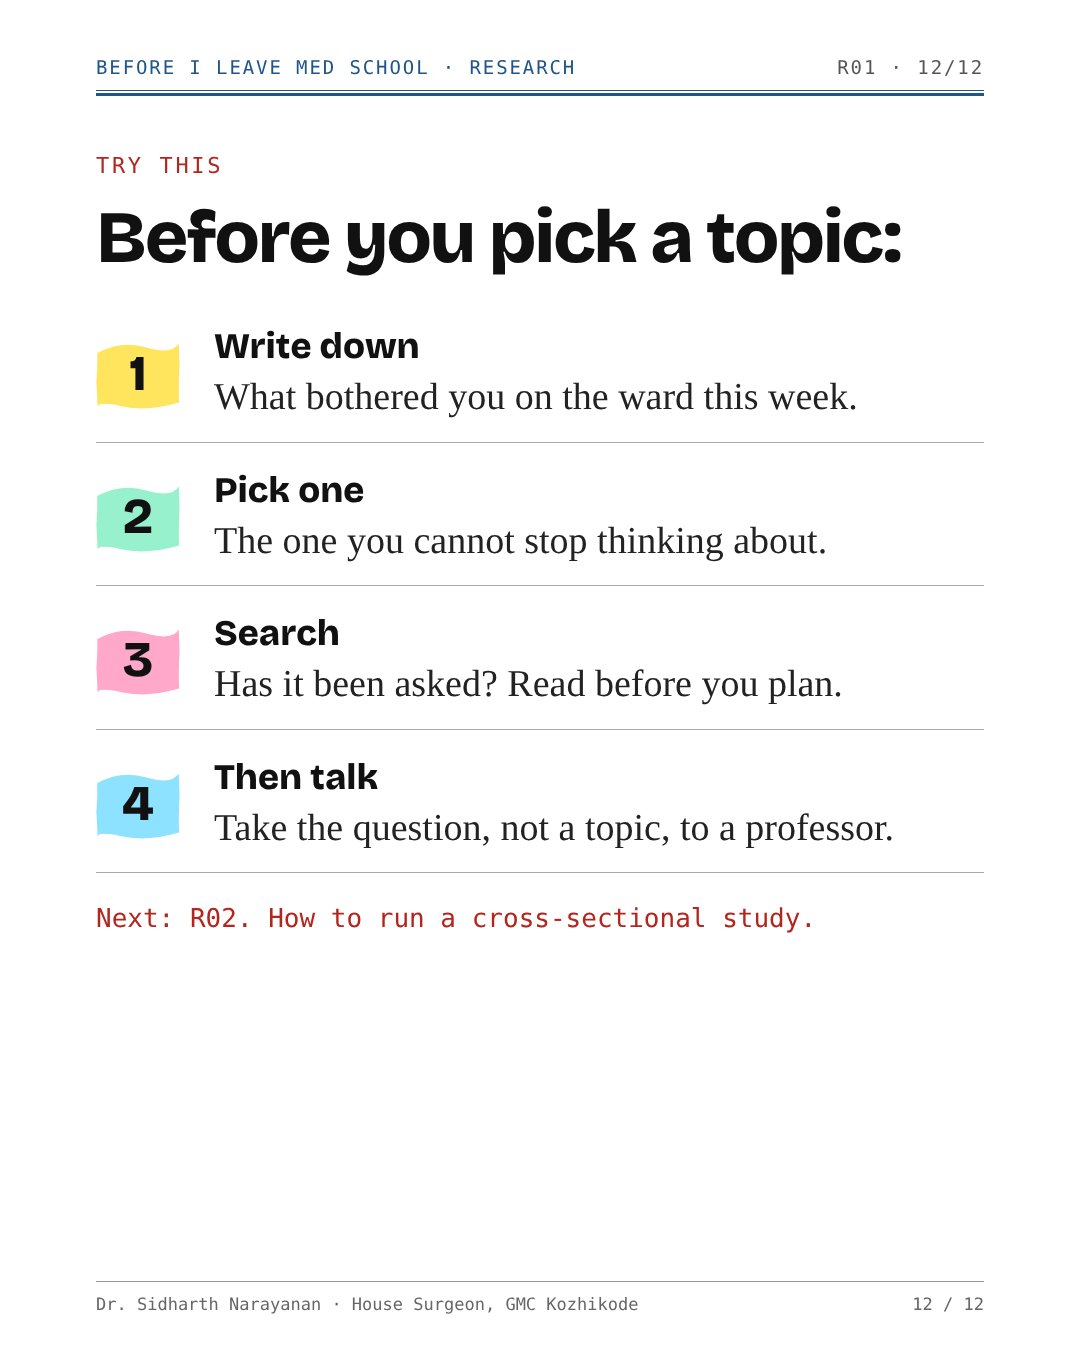 BEFORE I LEAVE MED SCHOOL · RESEARCH
R01 · 12/12
TRY THIS
Before you pick a topic:
1
Write down
What bothered you on the ward this week.
2
Pick one
The one you cannot stop thinking about.
3
Search
Has it been asked? Read before you plan.
4
Then talk
Take the question, not a topic, to a professor.
Next: R02. How to run a cross-sectional study.
Dr. Sidharth Narayanan · House Surgeon, GMC Kozhikode
12 / 12